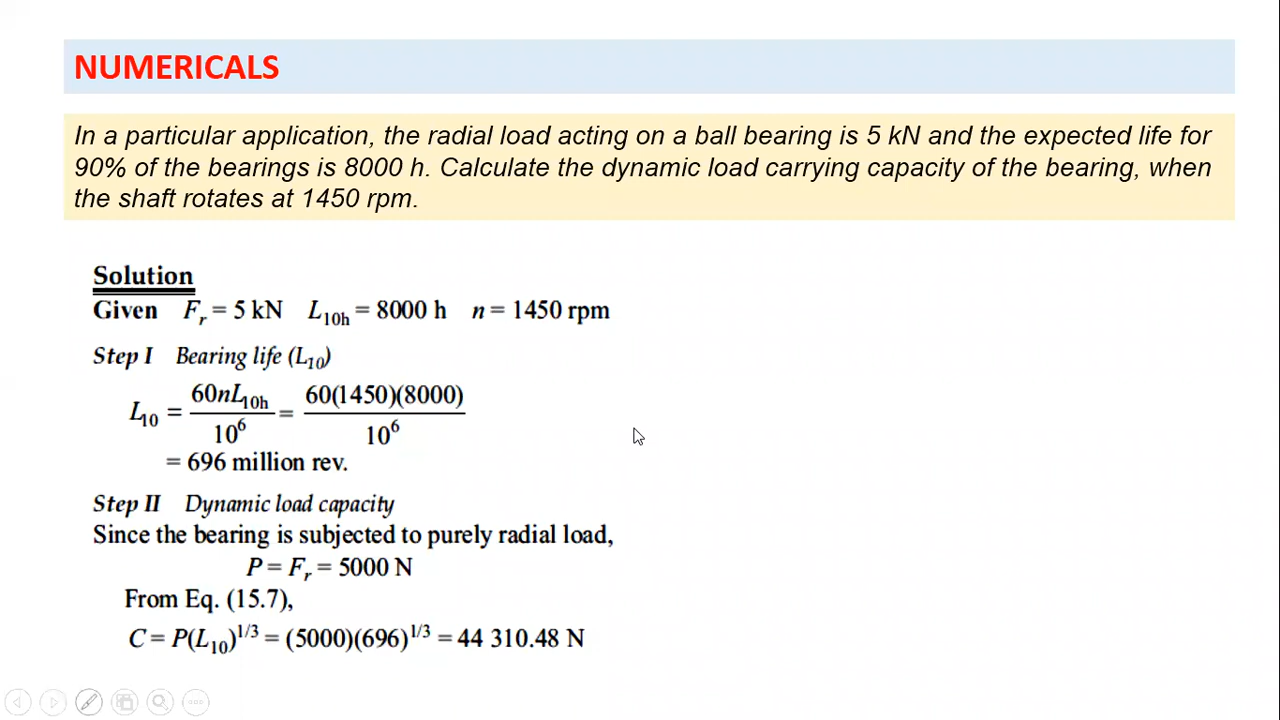 NUMERICALS
In a particular application, the radial load acting on a ball bearing is 5 kN and the expected life for
90% of the bearings is 8000 h. Calculate the dynamic load carrying capacity of the bearing, when
the shaft rotates at 1450 rpm.
Solution
Given F_r = 5 kN L_10h = 8000 h n = 1450 rpm
Step I Bearing life (L_10)
L_10 = 60nL_10h / 10^6 = 60(1450)(8000) / 10^6
= 696 million rev.
Step II Dynamic load capacity
Since the bearing is subjected to purely radial load,
P = F_r = 5000 N
From Eq. (15.7),
C = P(L_10)^1/3 = (5000)(696)^1/3 = 44 310.48 N